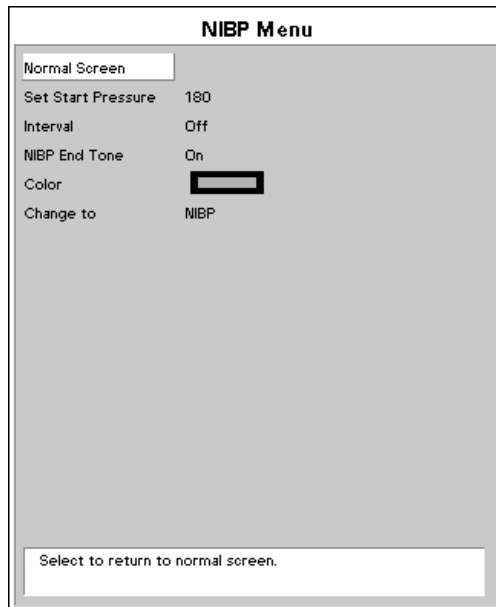 NIBP Menu
Normal Screen
Set Start Pressure 180
Interval Off
NIBP End Tone On
Color
Change to NIBP
Select to return to normal screen.